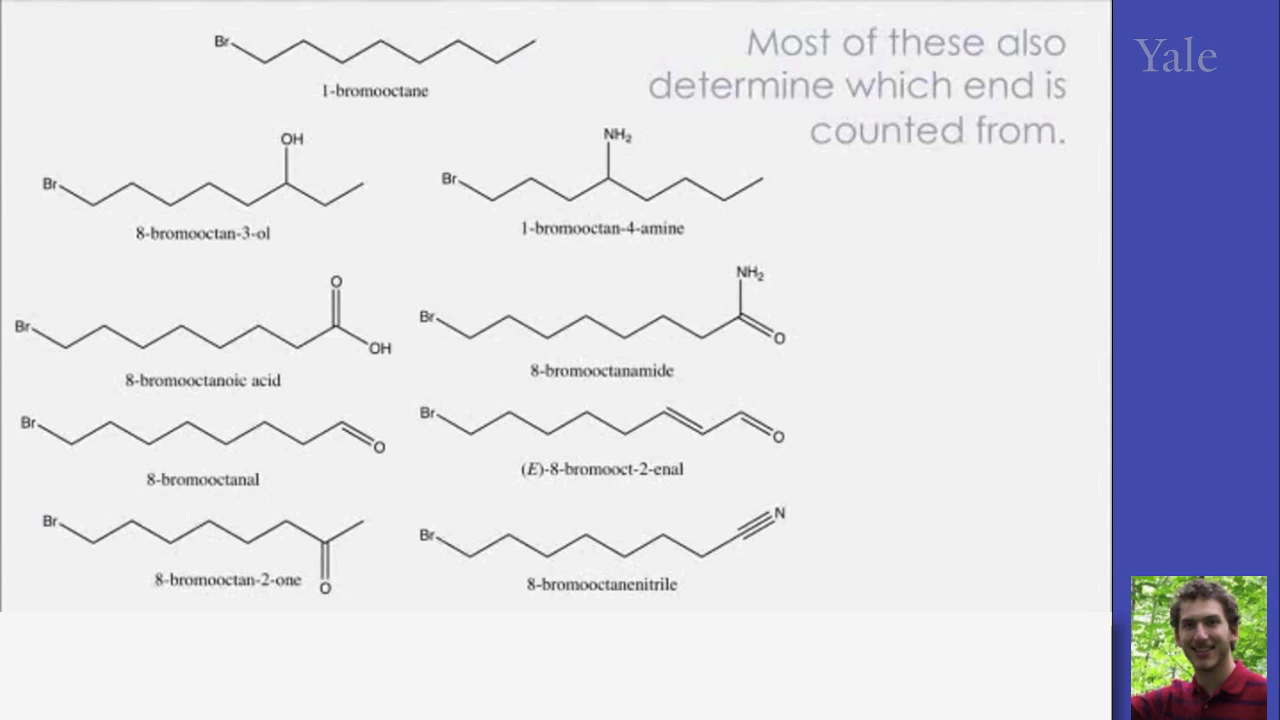 Most of these also
determine which end is
counted from.
Yale
Br
1-bromooctane
OH
Br
8-bromooctan-3-ol
NH₂
Br
1-bromooctan-4-amine
O
Br
OH
8-bromooctanoic acid
NH₂
Br
O
8-bromooctanamide
Br
O
8-bromooctanal
Br
O
(E)-8-bromooct-2-enal
Br
8-bromooctan-2-one
O
N
Br
8-bromooctanenitrile